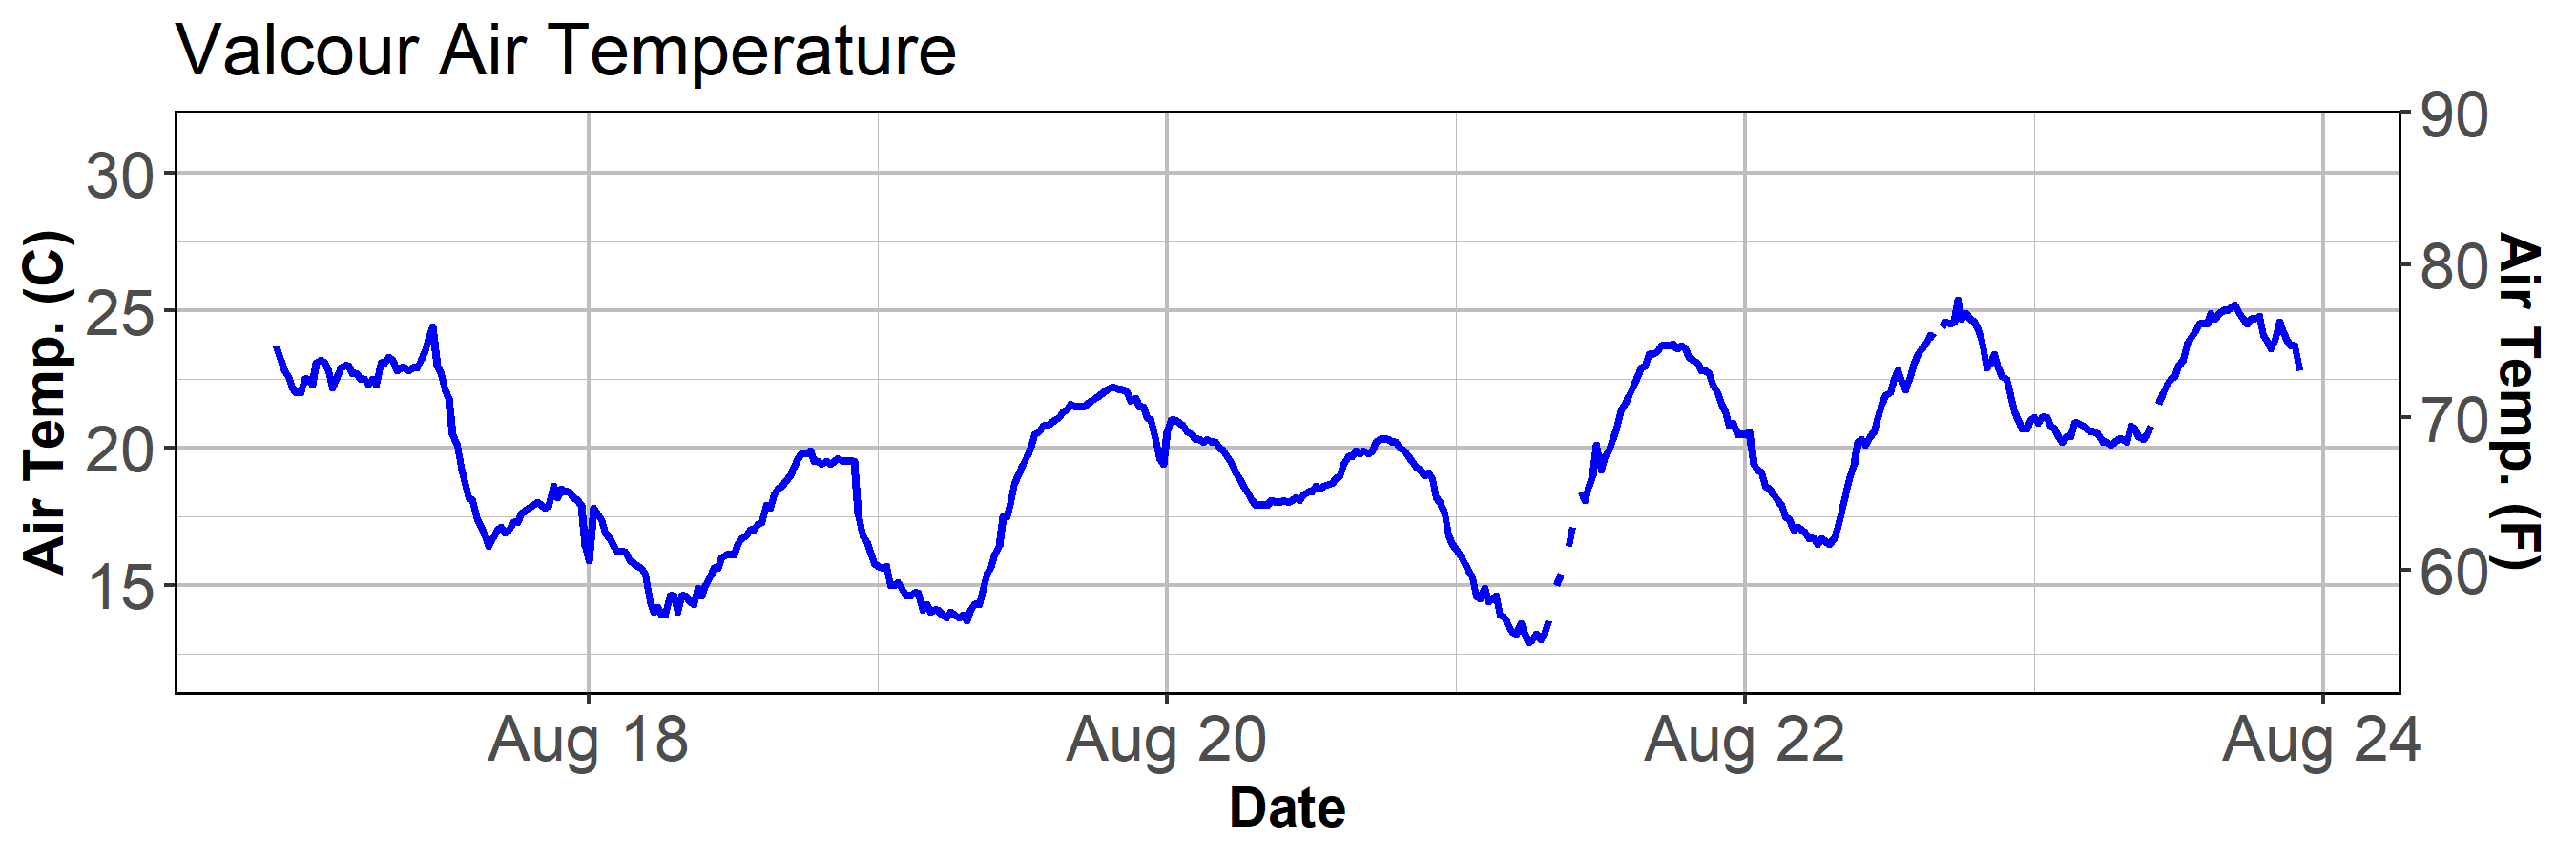 Valcour Air Temperature
Air Temp. (C)
30
25
20
15
90
80
70
60
Air Temp. (F)
Aug 18
Aug 20
Aug 22
Aug 24
Date